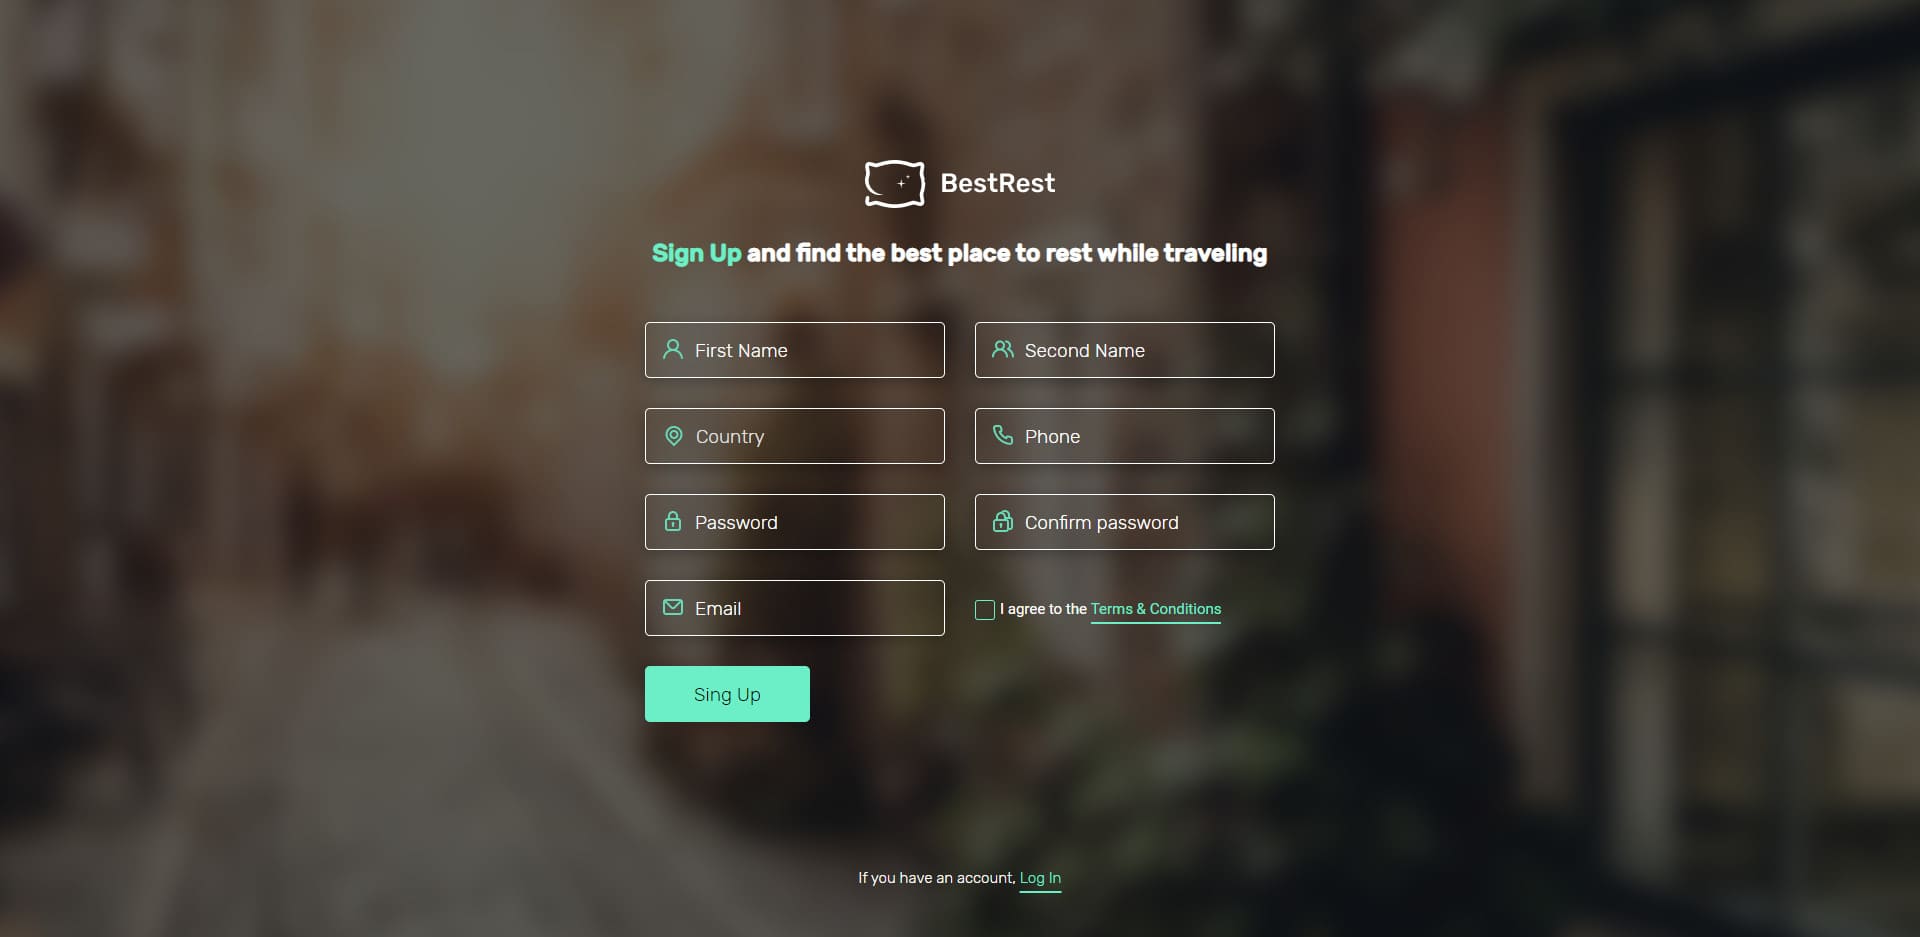 BestRest
Sign Up and find the best place to rest while traveling
First Name
Second Name
Country
Phone
Password
Confirm password
Email
I agree to the Terms & Conditions
Sing Up
If you have an account, Log In